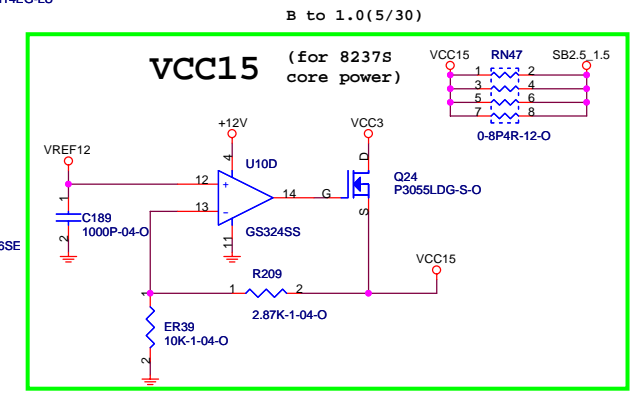 B to 1.0(5/30)
VCC15
(for 8237S
core power)
VCC15
RN47
SB2.5_1.5
1
2
3
4
5
6
7
8
0-8P4R-12-O
+12V
VCC3
VREF12
4
U10D
D
Q24
P3055LDG-S-O
12
+
14
G
13
-
S
1
C189
1000P-04-O
2
11
GS324SS
6SE
VCC15
R209
1
2
2.87K-1-04-O
1
ER39
10K-1-04-O
2